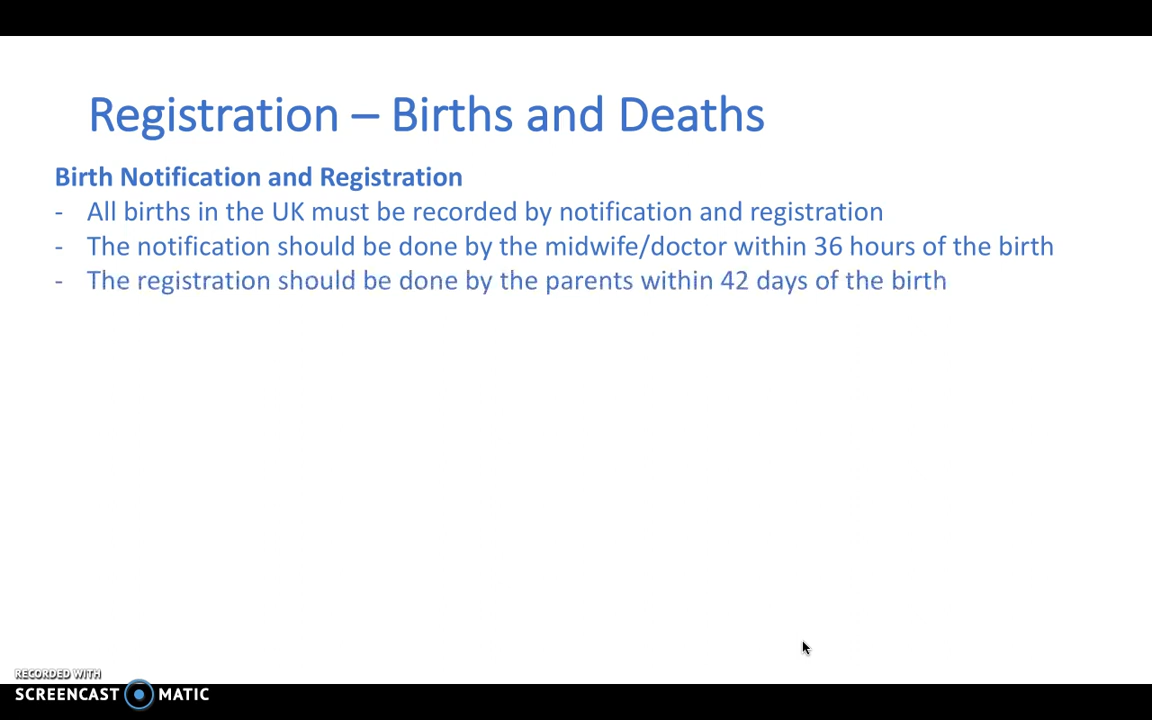 Registration – Births and Deaths
Birth Notification and Registration
- All births in the UK must be recorded by notification and registration
- The notification should be done by the midwife/doctor within 36 hours of the birth
- The registration should be done by the parents within 42 days of the birth
RECORDED WITH
SCREENCAST MATIC